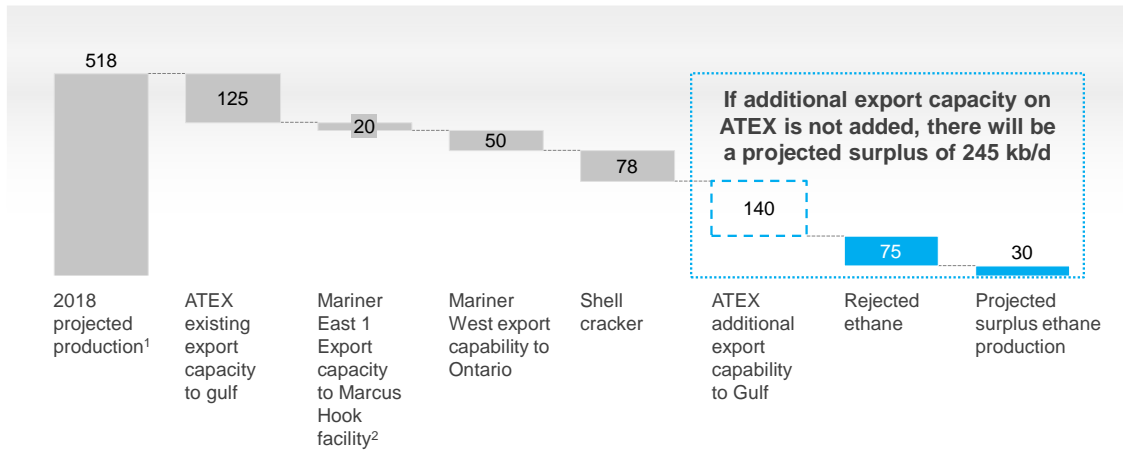 518
125
20
50
78
If additional export capacity on
ATEX is not added, there will be
a projected surplus of 245 kb/d
140
75
30
2018
projected
production¹
ATEX
existing
export
capacity
to gulf
Mariner
East 1
Export
capacity
to Marcus
Hook
facility²
Mariner
West export
capability to
Ontario
Shell
cracker
ATEX
additional
export
capability
to Gulf
Rejected
ethane
Projected
surplus ethane
production